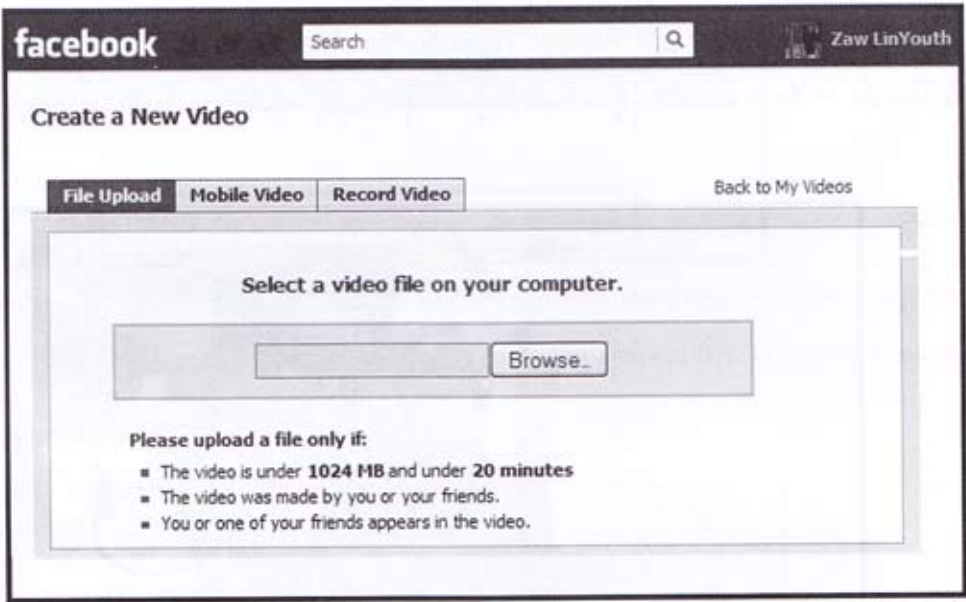 facebook
Search
Zaw LinYouth
Create a New Video
File Upload
Mobile Video
Record Video
Back to My Videos
Select a video file on your computer.
Browse..
Please upload a file only if:
▪ The video is under 1024 MB and under 20 minutes
▪ The video was made by you or your friends.
▪ You or one of your friends appears in the video.